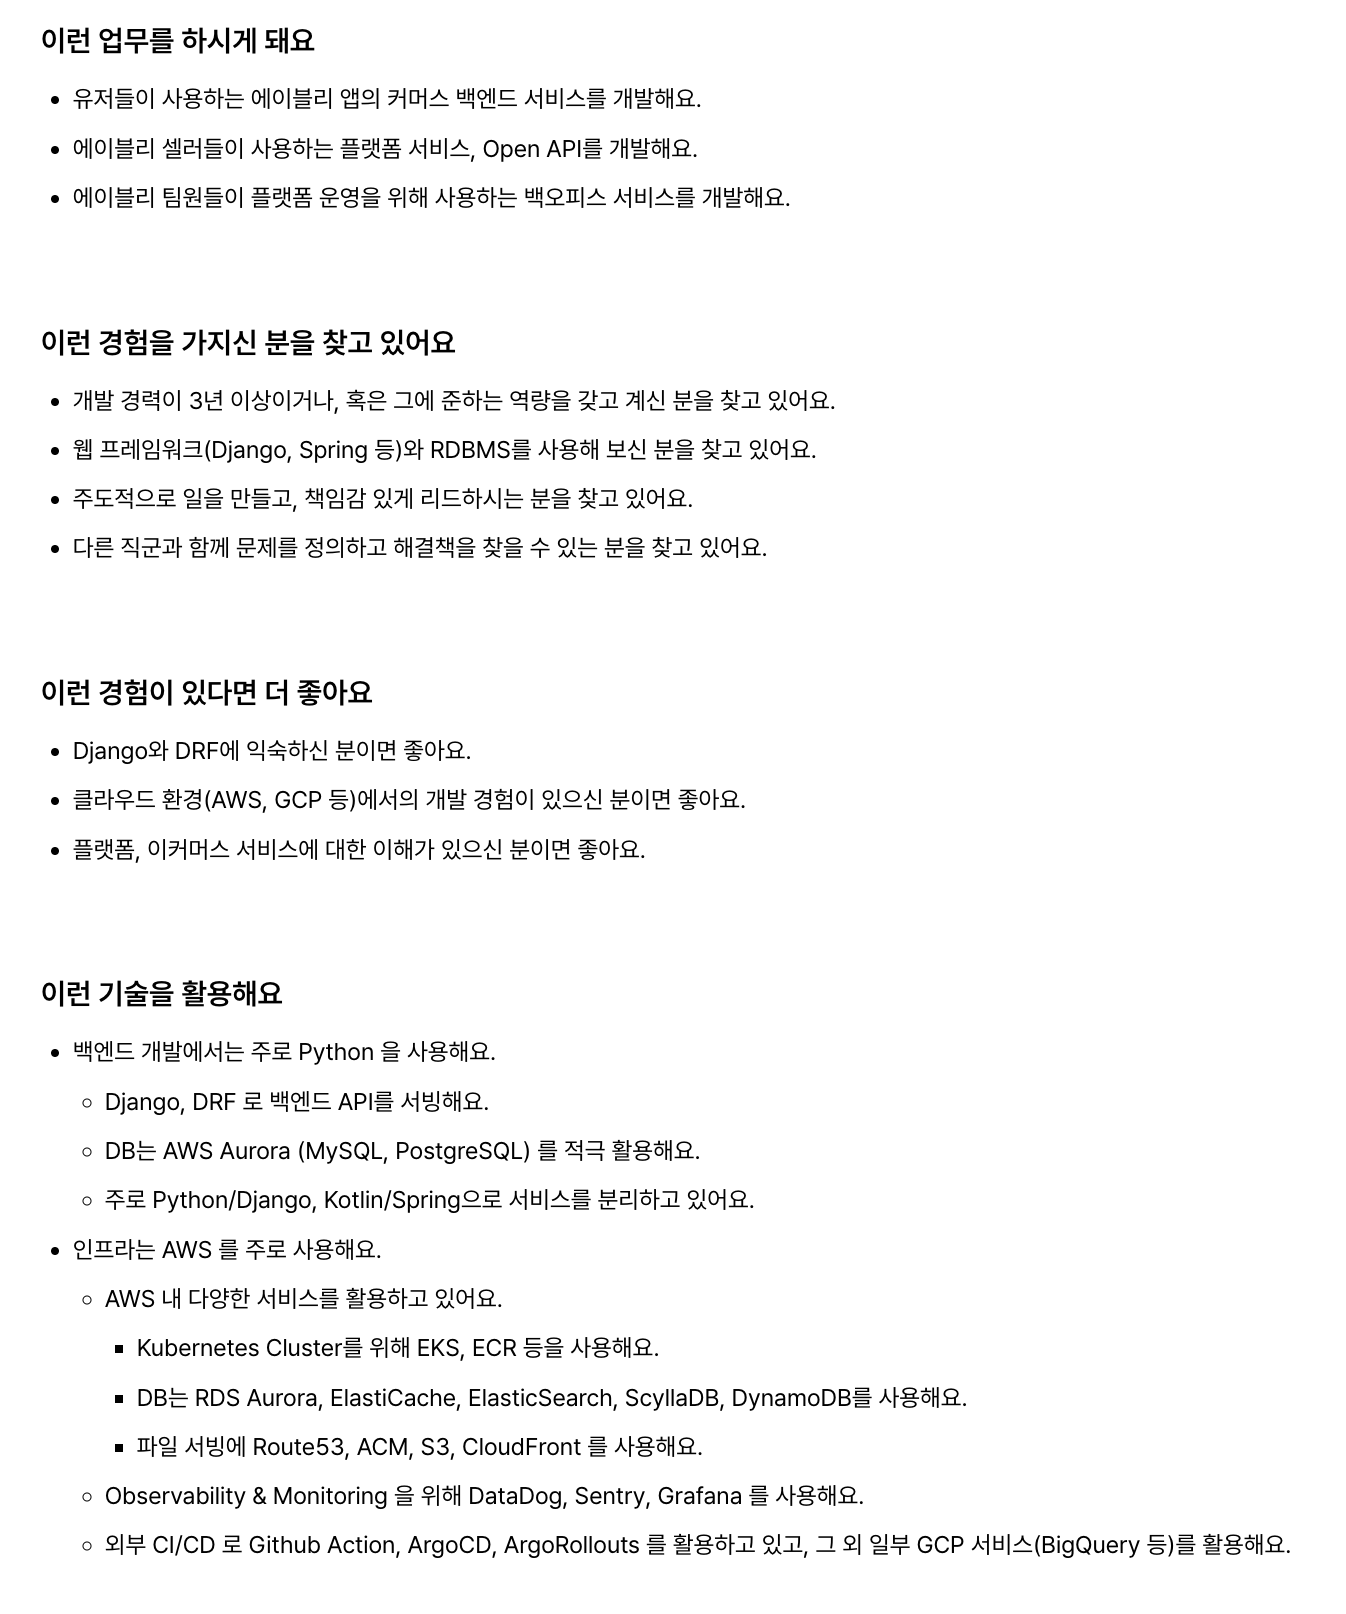 이런 업무를 하시게 돼요
유저들이 사용하는 에이블리 앱의 커머스 백엔드 서비스를 개발해요.
에이블리 셀러들이 사용하는 플랫폼 서비스, Open API를 개발해요.
에이블리 팀원들이 플랫폼 운영을 위해 사용하는 백오피스 서비스를 개발해요.
이런 경험을 가지신 분을 찾고 있어요
개발 경력이 3년 이상이거나, 혹은 그에 준하는 역량을 갖고 계신 분을 찾고 있어요.
웹 프레임워크(Django, Spring 등)와 RDBMS를 사용해 보신 분을 찾고 있어요.
주도적으로 일을 만들고, 책임감 있게 리드하시는 분을 찾고 있어요.
다른 직군과 함께 문제를 정의하고 해결책을 찾을 수 있는 분을 찾고 있어요.
이런 경험이 있다면 더 좋아요
Django와 DRF에 익숙하신 분이면 좋아요.
클라우드 환경(AWS, GCP 등)에서의 개발 경험이 있으신 분이면 좋아요.
플랫폼, 이커머스 서비스에 대한 이해가 있으신 분이면 좋아요.
이런 기술을 활용해요
백엔드 개발에서는 주로 Python 을 사용해요.
Django, DRF 로 백엔드 API를 서빙해요.
DB는 AWS Aurora (MySQL, PostgreSQL) 를 적극 활용해요.
주로 Python/Django, Kotlin/Spring으로 서비스를 분리하고 있어요.
인프라는 AWS 를 주로 사용해요.
AWS 내 다양한 서비스를 활용하고 있어요.
Kubernetes Cluster를 위해 EKS, ECR 등을 사용해요.
DB는 RDS Aurora, ElastiCache, ElasticSearch, ScyllaDB, DynamoDB를 사용해요.
파일 서빙에 Route53, ACM, S3, CloudFront 를 사용해요.
Observability & Monitoring 을 위해 DataDog, Sentry, Grafana 를 사용해요.
외부 CI/CD 로 Github Action, ArgoCD, ArgoRollouts 를 활용하고 있고, 그 외 일부 GCP 서비스(BigQuery 등)를 활용해요.